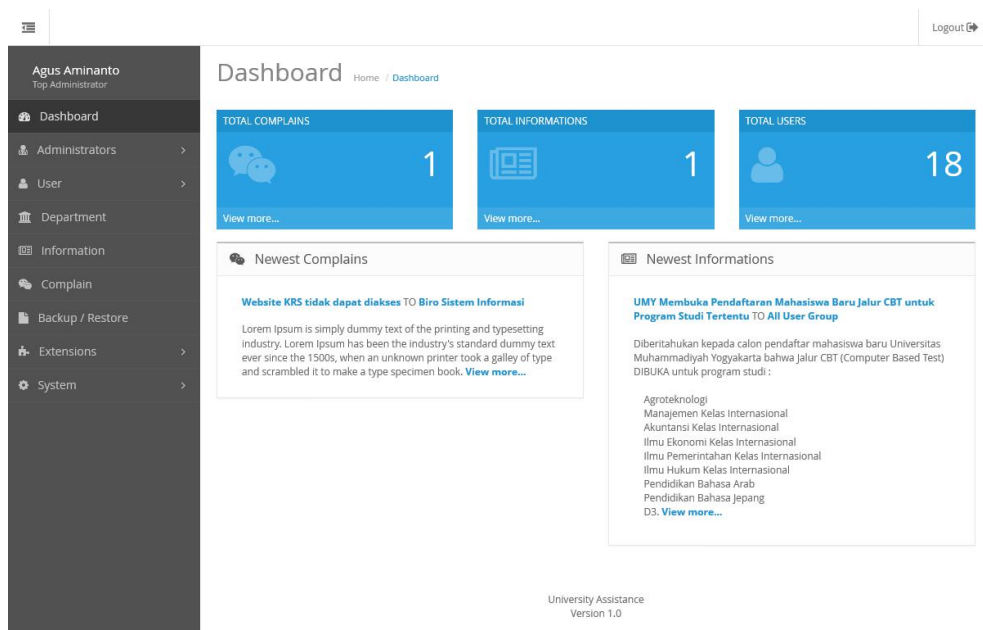 Logout
Agus Aminanto
Top Administrator
Dashboard
Administrators
User
Department
Information
Complain
Backup / Restore
Extensions
System
Dashboard Home / Dashboard
TOTAL COMPLAINS
1
View more...
TOTAL INFORMATIONS
1
View more...
TOTAL USERS
18
View more...
Newest Complains
Website KRS tidak dapat diakses TO Biro Sistem Informasi
Lorem Ipsum is simply dummy text of the printing and typesetting
industry. Lorem Ipsum has been the industry's standard dummy text
ever since the 1500s, when an unknown printer took a galley of type
and scrambled it to make a type specimen book. View more...
Newest Informations
UMY Membuka Pendaftaran Mahasiswa Baru Jalur CBT untuk
Program Studi Tertentu TO All User Group
Diberitahukan kepada calon pendaftar mahasiswa baru Universitas
Muhammadiyah Yogyakarta bahwa Jalur CBT (Computer Based Test)
DIBUKA untuk program studi :
Agroteknologi
Manajemen Kelas Internasional
Akuntansi Kelas Internasional
Ilmu Ekonomi Kelas Internasional
Ilmu Pemerintahan Kelas Internasional
Ilmu Hukum Kelas Internasional
Pendidikan Bahasa Arab
Pendidikan Bahasa Jepang
D3. View more...
University Assistance
Version 1.0